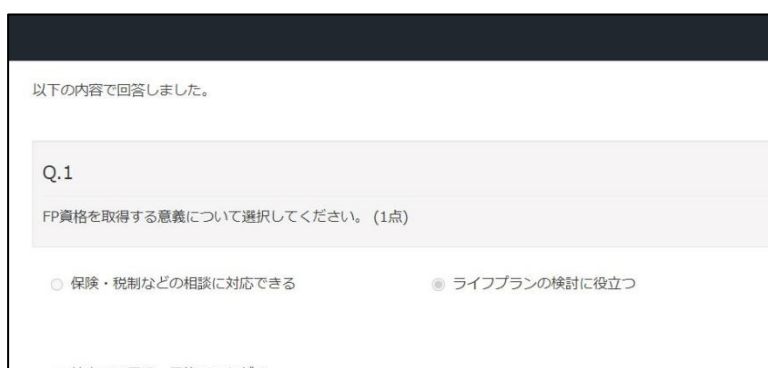 以下の内容で回答しました。
Q.1
FP資格を取得する意義について選択してください。 (1点)
保険・税制などの相談に対応できる
ライフプランの検討に役立つ